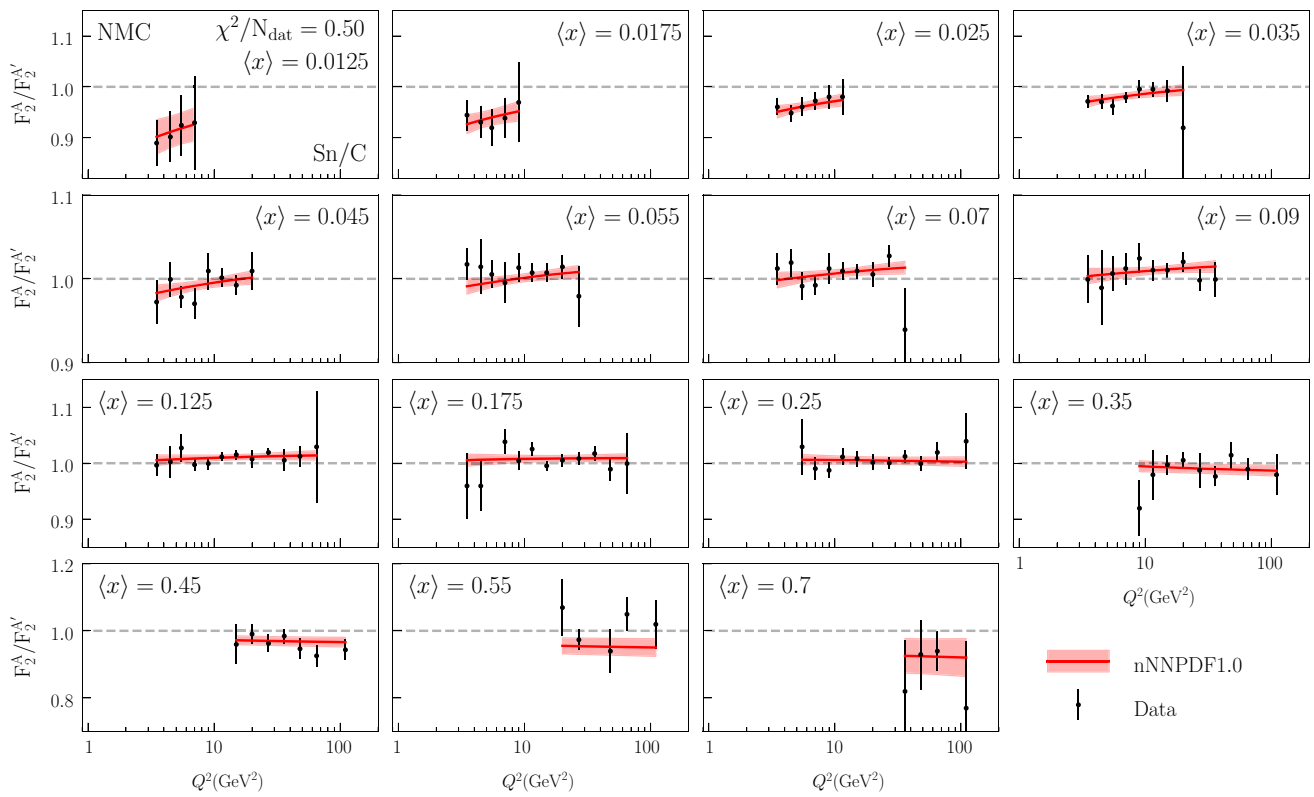 NMC
χ²/N_dat = 0.50
⟨x⟩ = 0.0125
Sn/C
⟨x⟩ = 0.0175
⟨x⟩ = 0.025
⟨x⟩ = 0.035
1.1
1.0
0.9
F₂^A/F₂^A′
⟨x⟩ = 0.045
⟨x⟩ = 0.055
⟨x⟩ = 0.07
⟨x⟩ = 0.09
1.1
1.0
0.9
F₂^A/F₂^A′
1 10 100
⟨x⟩ = 0.125
⟨x⟩ = 0.175
⟨x⟩ = 0.25
⟨x⟩ = 0.35
1.1
1.0
0.9
F₂^A/F₂^A′
1 10 100
Q²(GeV²)
⟨x⟩ = 0.45
⟨x⟩ = 0.55
⟨x⟩ = 0.7
1.2
1.0
0.8
F₂^A/F₂^A′
1 10 100
Q²(GeV²)
1 10 100
Q²(GeV²)
1 10 100
Q²(GeV²)
nNNPDF1.0
Data